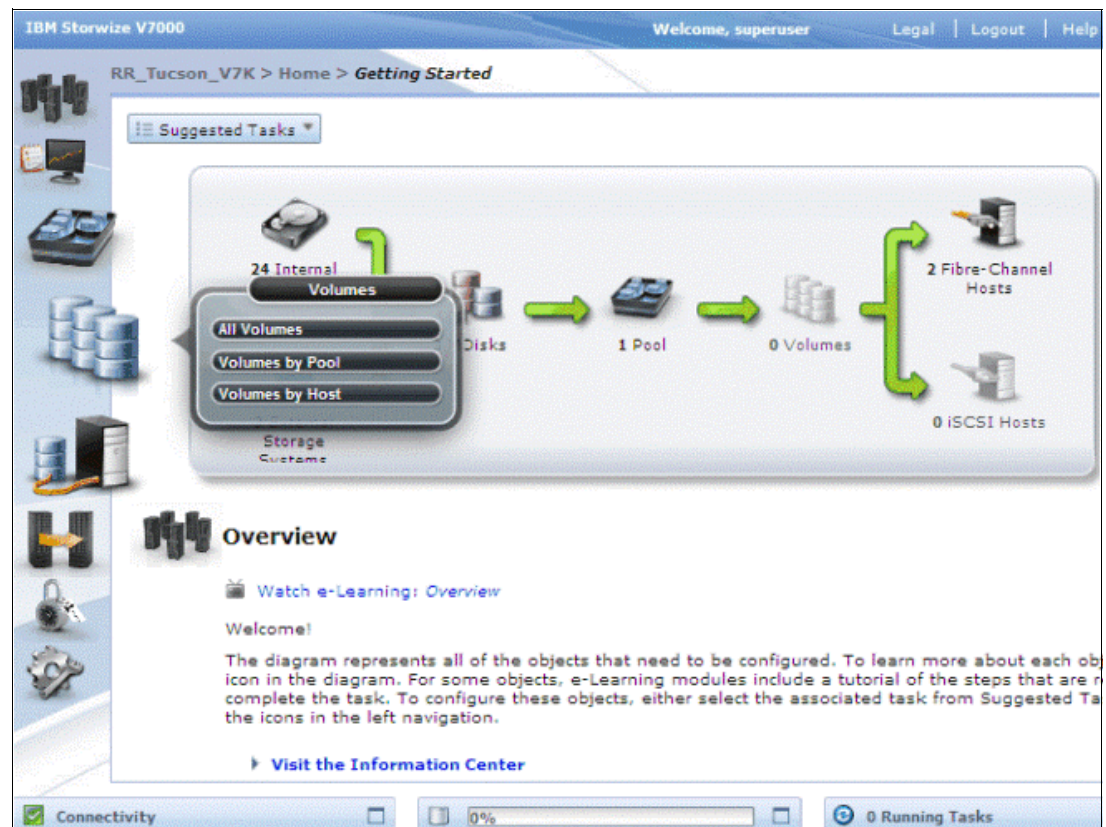 IBM Storwize V7000
Welcome, superuser
Legal | Logout | Help
RR_Tucson_V7K > Home > Getting Started
Suggested Tasks
24 Internal
Volumes
All Volumes
Volumes by Pool
Volumes by Host
Disks
1 Pool
0 Volumes
2 Fibre-Channel
Hosts
0 iSCSI Hosts
Storage
Systems
Overview
Watch e-Learning: Overview
Welcome!
The diagram represents all of the objects that need to be configured. To learn more about each obj
icon in the diagram. For some objects, e-Learning modules include a tutorial of the steps that are r
complete the task. To configure these objects, either select the associated task from Suggested Ta
the icons in the left navigation.
Visit the Information Center
Connectivity
0%
0 Running Tasks